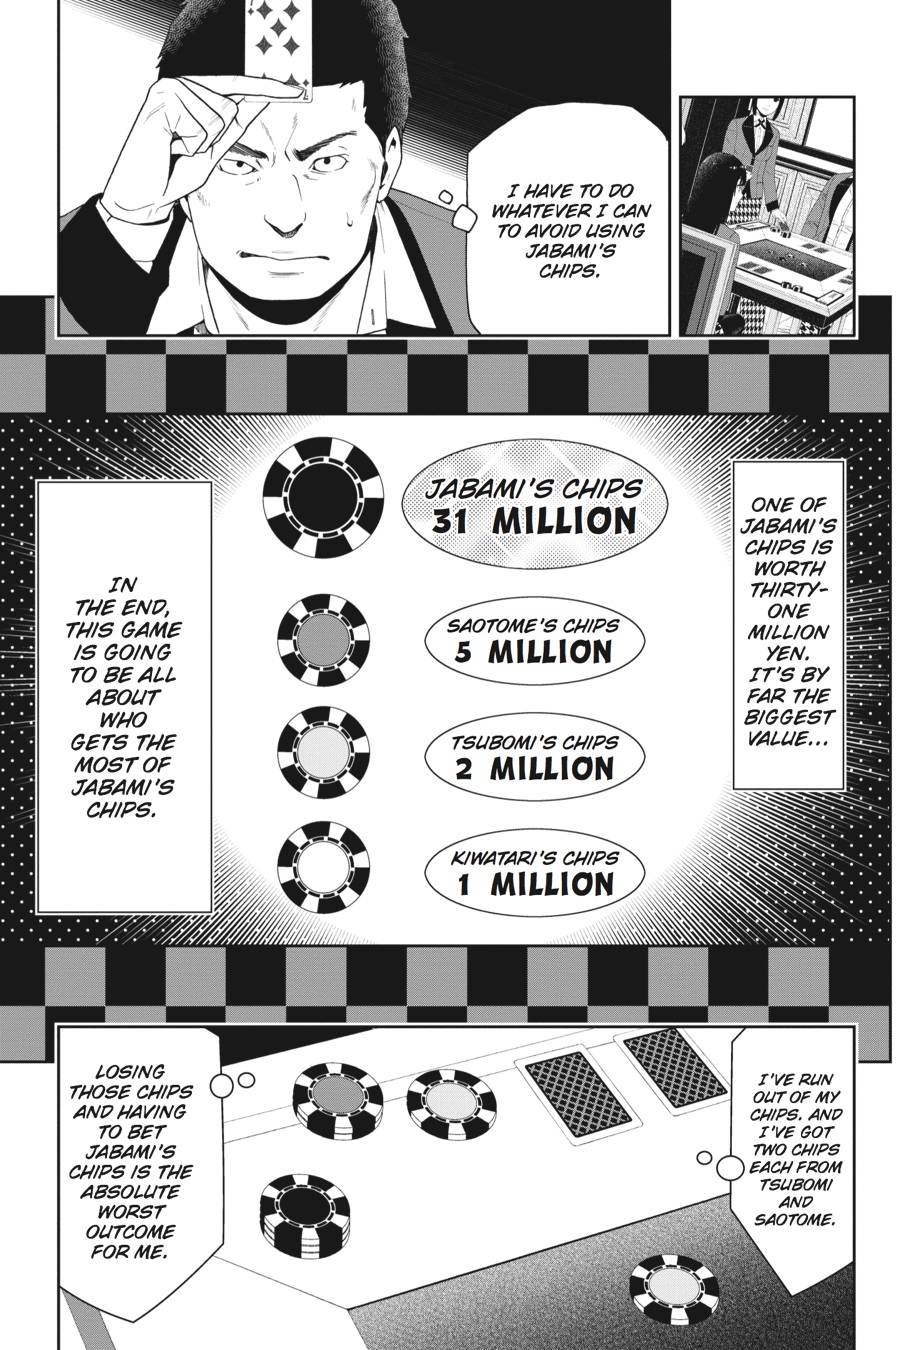 I HAVE TO DO
WHATEVER I CAN
TO AVOID USING
JABAMI'S
CHIPS.
ONE OF
JABAMI'S
CHIPS IS
WORTH
THIRTY-
ONE
MILLION
YEN.
IT'S BY
FAR THE
BIGGEST
VALUE...
JABAMI'S CHIPS
31 MILLION
SAOTOME'S CHIPS
5 MILLION
TSUBOMI'S CHIPS
2 MILLION
KIWATARI'S CHIPS
1 MILLION
IN
THE END,
THIS GAME
IS GOING
TO BE ALL
ABOUT
WHO
GETS THE
MOST OF
JABAMI'S
CHIPS.
I'VE RUN
OUT OF MY
CHIPS. AND
I'VE GOT
TWO CHIPS
EACH FROM
TSUBOMI
AND
SAOTOME.
LOSING
THOSE CHIPS
AND HAVING
TO BET
JABAMI'S
CHIPS IS THE
ABSOLUTE
WORST
OUTCOME
FOR ME.